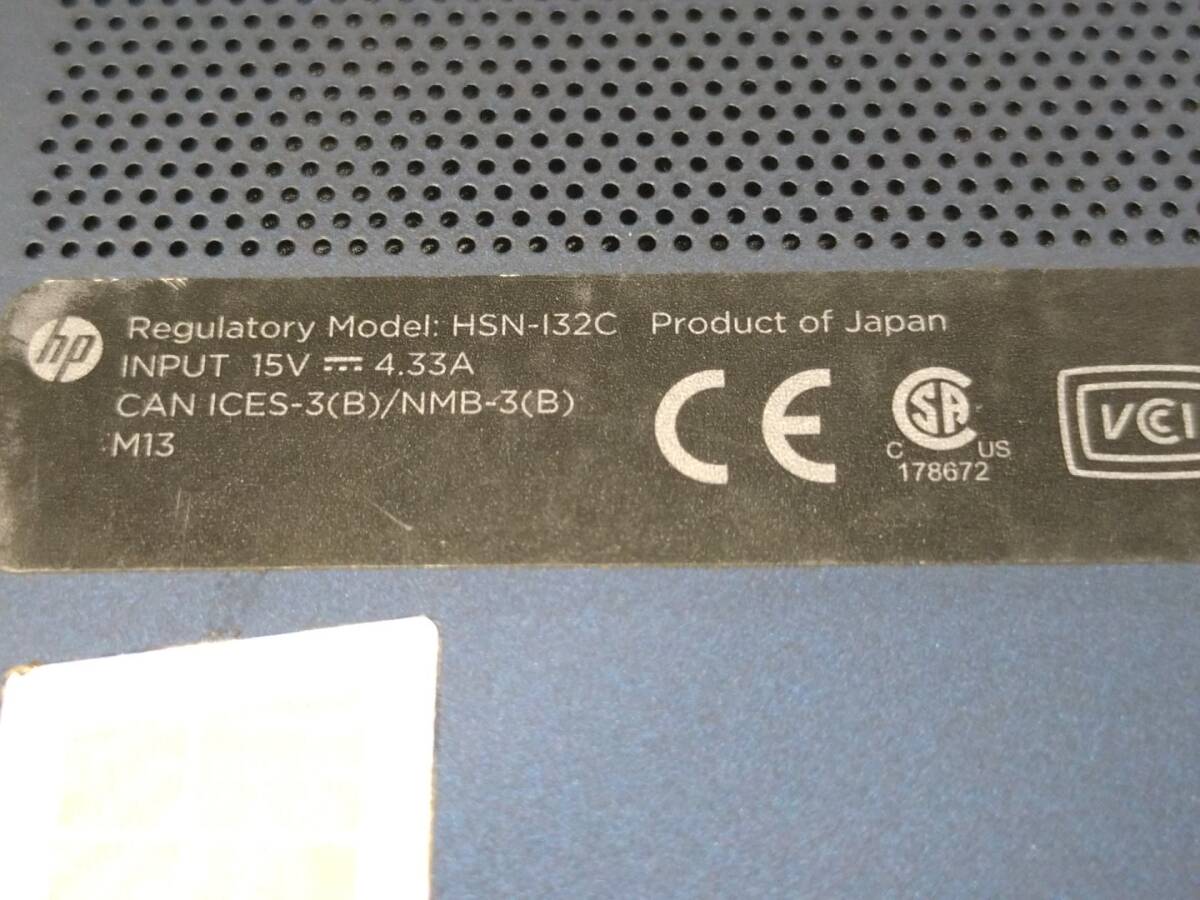 hp
Regulatory Model: HSN-I32C Product of Japan
INPUT 15V ⎓ 4.33A
CAN ICES-3(B)/NMB-3(B)
M13
CE
SA
C US
178672
VCCI